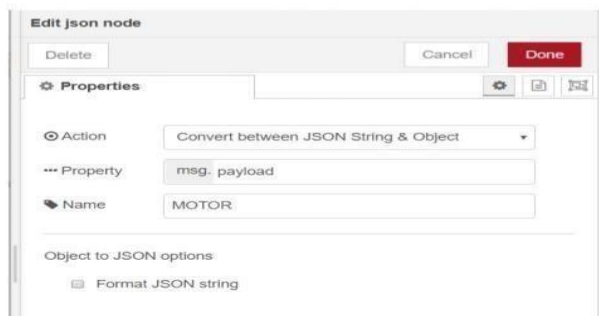 Edit json node
Delete Cancel Done
Properties
Action Convert between JSON String & Object
Property msg. payload
Name MOTOR
Object to JSON options
Format JSON string